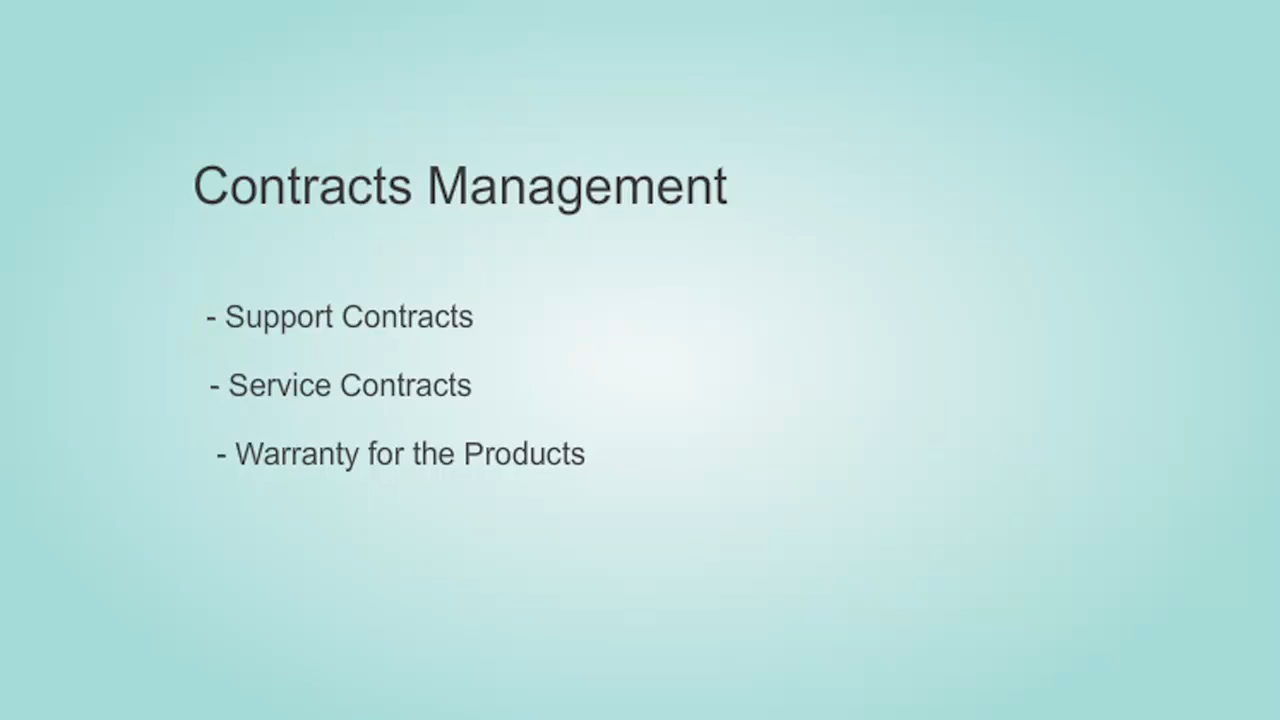 Contracts Management
- Support Contracts
- Service Contracts
- Warranty for the Products